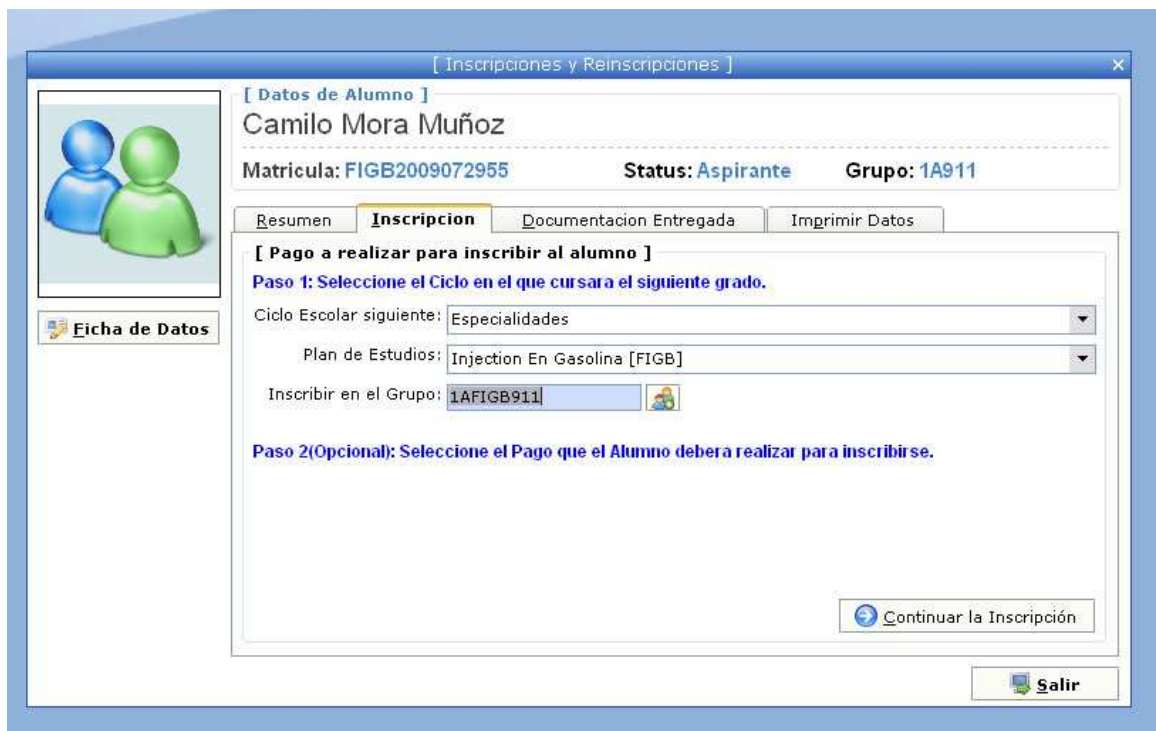 [ Inscripciones y Reinscripciones ]
[ Datos de Alumno ]
Camilo Mora Muñoz
Matricula: FIGB2009072955 Status: Aspirante Grupo: 1A911
Resumen Inscripcion Documentacion Entregada Imprimir Datos
[ Pago a realizar para inscribir al alumno ]
Paso 1: Seleccione el Ciclo en el que cursara el siguiente grado.
Ficha de Datos
Ciclo Escolar siguiente: Especialidades
Plan de Estudios: Injection En Gasolina [FIGB]
Inscribir en el Grupo: 1AFIGB911
Paso 2(Opcional): Seleccione el Pago que el Alumno debera realizar para inscribirse.
Continuar la Inscripción
Salir